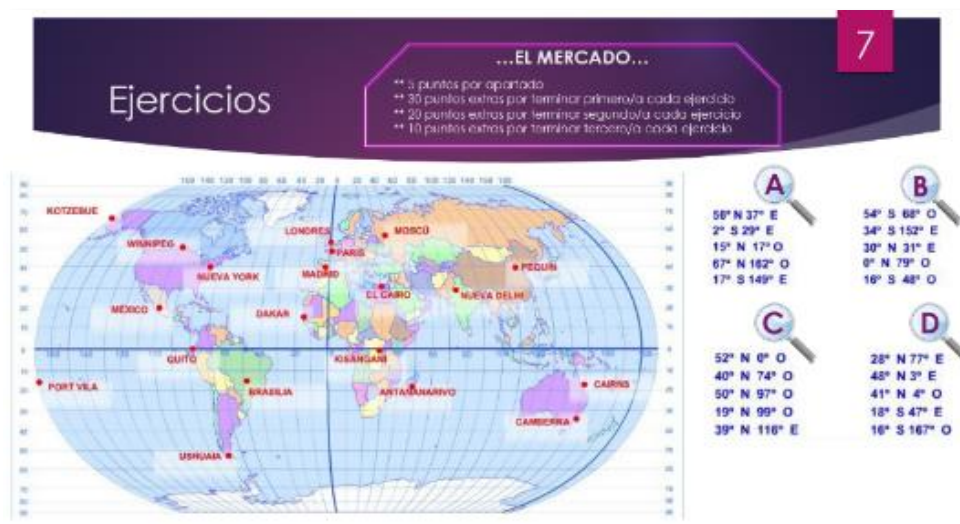 7
Ejercicios
...EL MERCADO...
** 5 puntos por apartado
** 30 puntos extras por terminar primero/a cada ejercicio
** 20 puntos extras por terminar segundo/a cada ejercicio
** 10 puntos extras por terminar tercero/a cada ejercicio
KOTZEBUE
WINNIPEG
NUEVA YORK
MÉXICO
QUITO
PORT VILA
BRASILIA
USHUAIA
LONDRES
PARIS
MOSCÚ
MADRID
EL CAIRO
DAKAR
KISANGANI
ANTANANARIVO
PEQUIN
NUEVA DELHI
CAIRNS
CAMBERRA
A
56° N 37° E
2° S 29° E
15° N 17° O
67° N 162° O
17° S 149° E
B
54° S 68° O
34° S 152° E
30° N 31° E
0° N 79° O
16° S 48° O
C
52° N 0° O
40° N 74° O
50° N 97° O
19° N 99° O
39° N 116° E
D
28° N 77° E
48° N 3° E
41° N 4° O
18° S 47° E
16° S 167° O